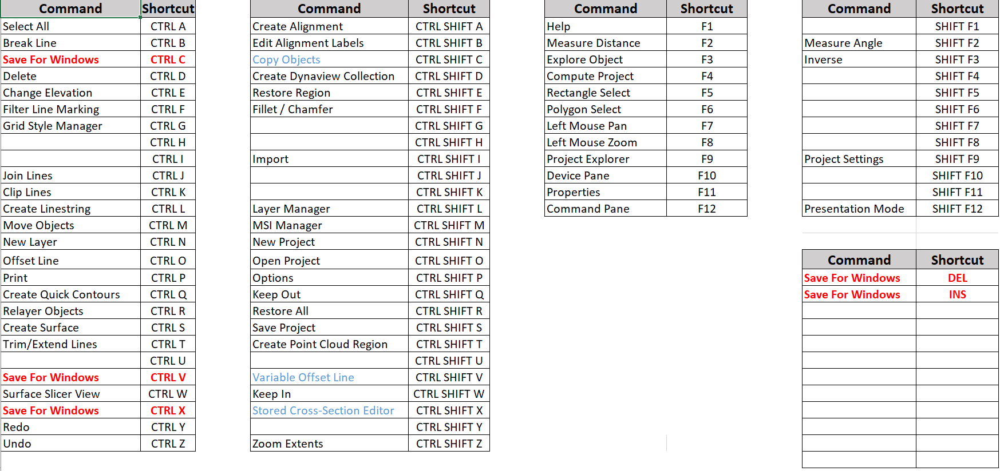 Command Shortcut
Select All CTRL A
Break Line CTRL B
Save For Windows CTRL C
Delete CTRL D
Change Elevation CTRL E
Filter Line Marking CTRL F
Grid Style Manager CTRL G
CTRL H
CTRL I
Join Lines CTRL J
Clip Lines CTRL K
Create Linestring CTRL L
Move Objects CTRL M
New Layer CTRL N
Offset Line CTRL O
Print CTRL P
Create Quick Contours CTRL Q
Relayer Objects CTRL R
Create Surface CTRL S
Trim/Extend Lines CTRL T
CTRL U
Save For Windows CTRL V
Surface Slicer View CTRL W
Save For Windows CTRL X
Redo CTRL Y
Undo CTRL Z
Command Shortcut
Create Alignment CTRL SHIFT A
Edit Alignment Labels CTRL SHIFT B
Copy Objects CTRL SHIFT C
Create Dynaview Collection CTRL SHIFT D
Restore Region CTRL SHIFT E
Fillet / Chamfer CTRL SHIFT F
CTRL SHIFT G
CTRL SHIFT H
Import CTRL SHIFT I
CTRL SHIFT J
CTRL SHIFT K
Layer Manager CTRL SHIFT L
MSI Manager CTRL SHIFT M
New Project CTRL SHIFT N
Open Project CTRL SHIFT O
Options CTRL SHIFT P
Keep Out CTRL SHIFT Q
Restore All CTRL SHIFT R
Save Project CTRL SHIFT S
Create Point Cloud Region CTRL SHIFT T
CTRL SHIFT U
Variable Offset Line CTRL SHIFT V
Keep In CTRL SHIFT W
Stored Cross-Section Editor CTRL SHIFT X
CTRL SHIFT Y
Zoom Extents CTRL SHIFT Z
Command Shortcut
Help F1
Measure Distance F2
Explore Object F3
Compute Project F4
Rectangle Select F5
Polygon Select F6
Left Mouse Pan F7
Left Mouse Zoom F8
Project Explorer F9
Device Pane F10
Properties F11
Command Pane F12
Command Shortcut
SHIFT F1
Measure Angle SHIFT F2
Inverse SHIFT F3
SHIFT F4
SHIFT F5
SHIFT F6
SHIFT F7
SHIFT F8
Project Settings SHIFT F9
SHIFT F10
SHIFT F11
Presentation Mode SHIFT F12
Command Shortcut
Save For Windows DEL
Save For Windows INS